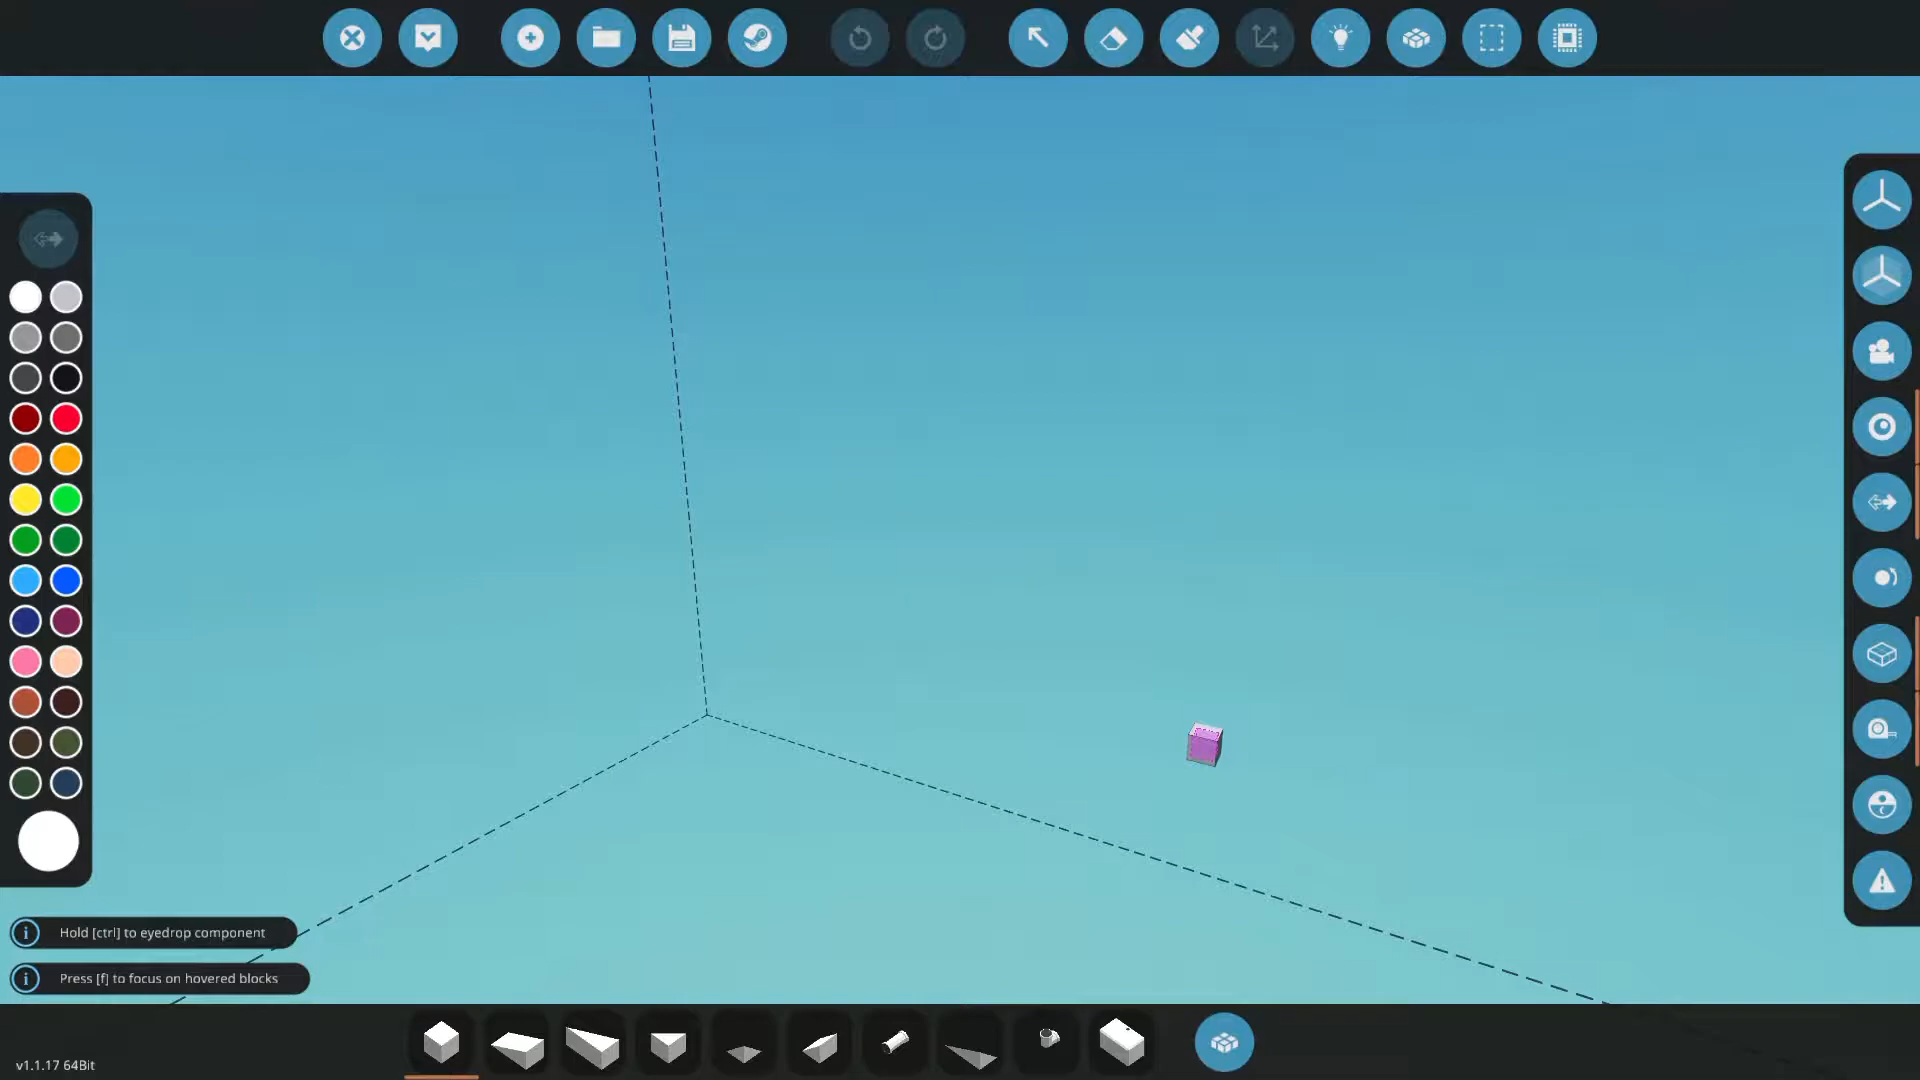 Hold [ctrl] to eyedrop component
Press [f] to focus on hovered blocks
v1.1.17 64Bit